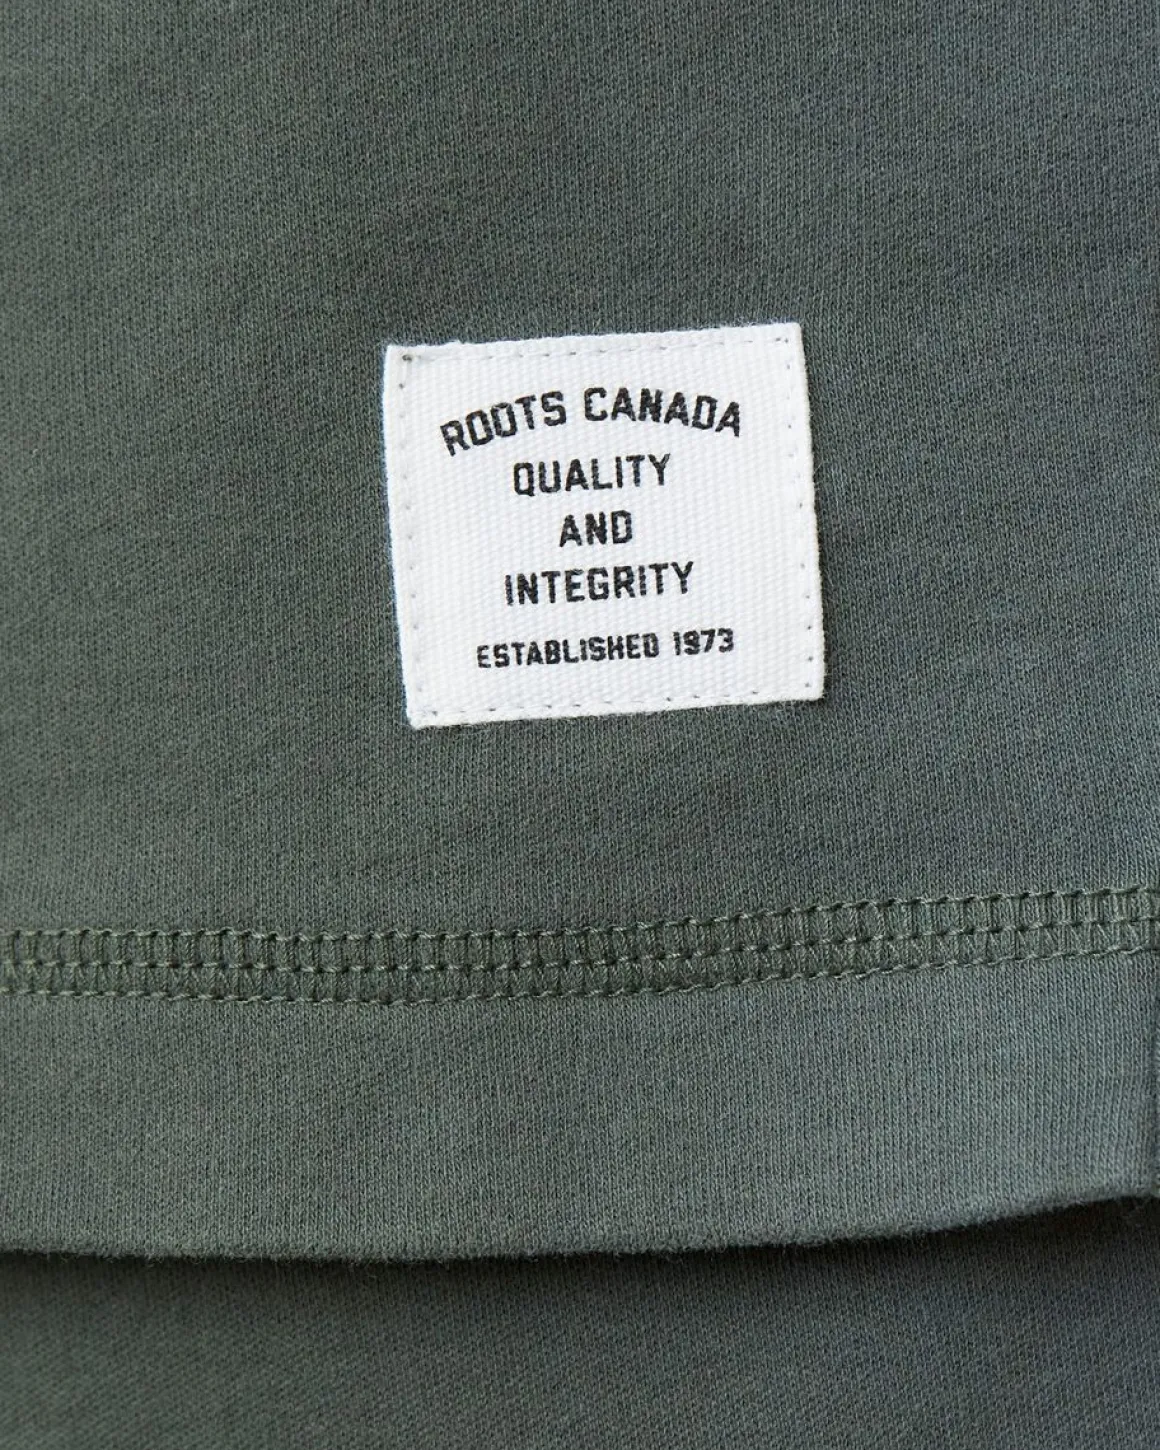 ROOTS CANADA
QUALITY
AND
INTEGRITY
ESTABLISHED 1973